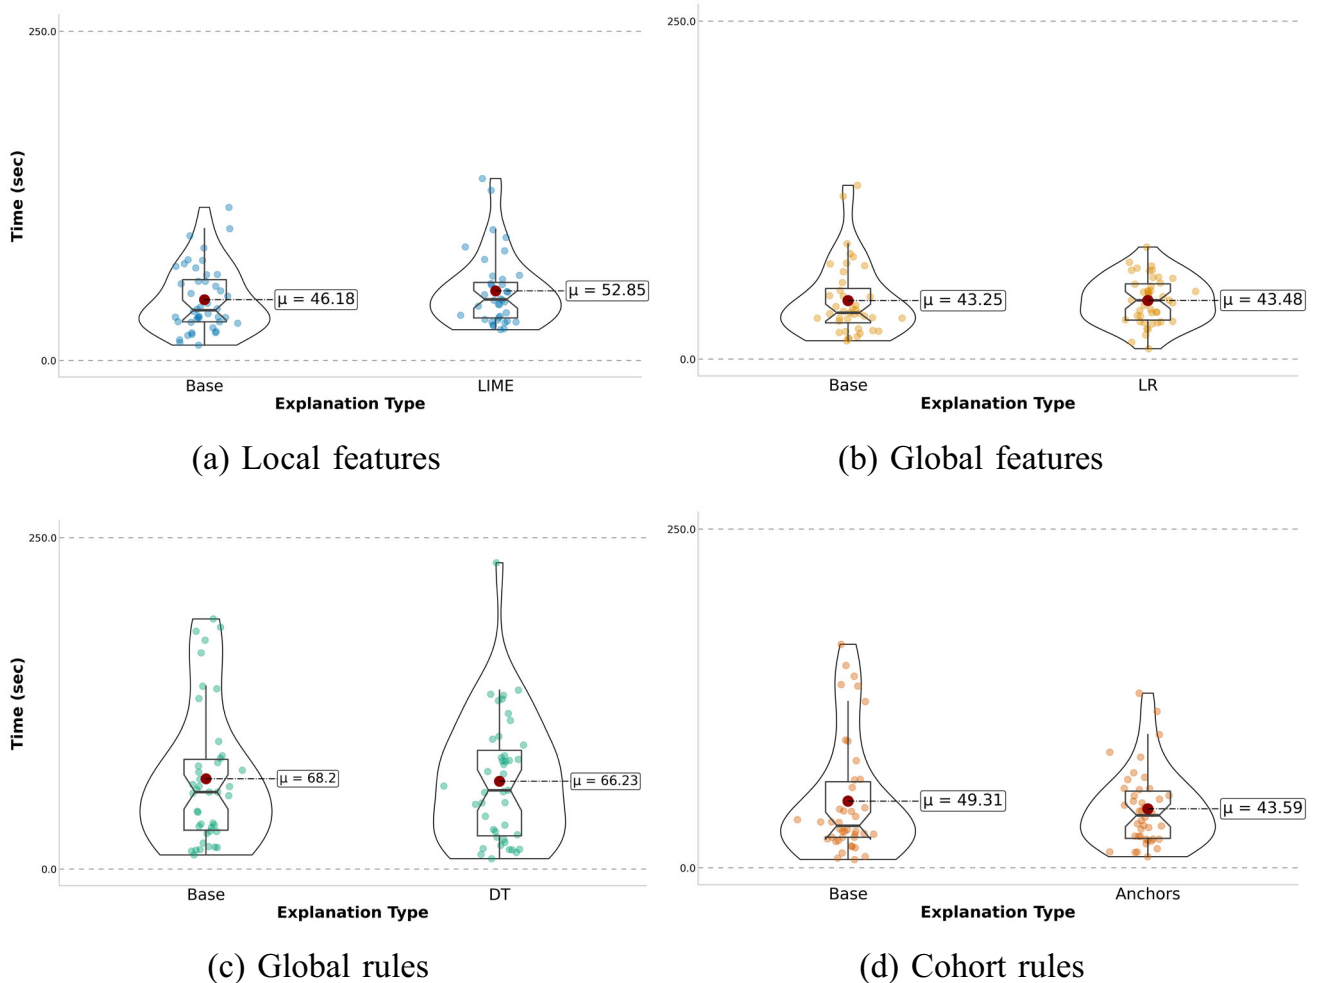 250.0
Time (sec)
μ = 46.18
μ = 52.85
0.0
Base
LIME
Explanation Type
(a) Local features
250.0
μ = 43.25
μ = 43.48
0.0
Base
LR
Explanation Type
(b) Global features
250.0
Time (sec)
μ = 68.2
μ = 66.23
0.0
Base
DT
Explanation Type
(c) Global rules
250.0
μ = 49.31
μ = 43.59
0.0
Base
Anchors
Explanation Type
(d) Cohort rules